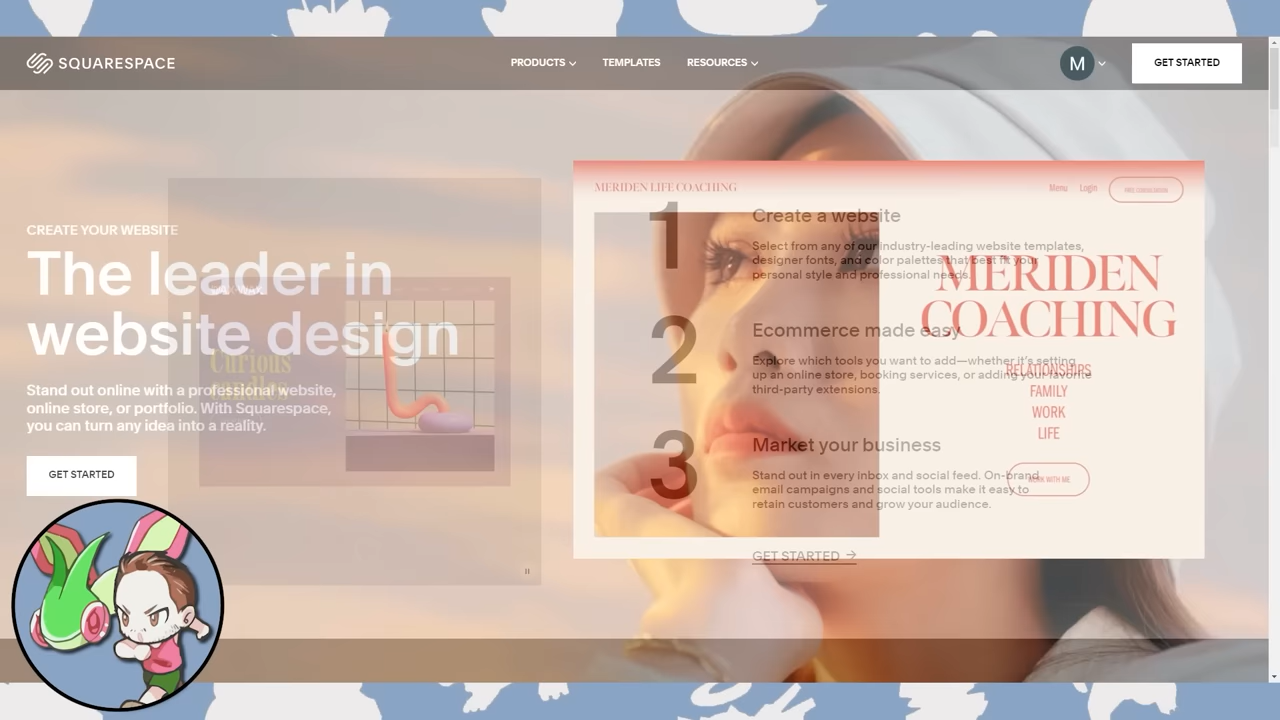 SQUARESPACE
PRODUCTS
TEMPLATES
RESOURCES
M
GET STARTED
CREATE YOUR WEBSITE
The leader in
website design
Stand out online with a professional website,
online store, or portfolio. With Squarespace,
you can turn any idea into a reality.
GET STARTED
Curious
candles
MERIDEN LIFE COACHING
Menu
Login
MERIDEN
COACHING
RELATIONSHIPS
FAMILY
WORK
LIFE
WORK WITH ME
1
Create a website
Select from any of our industry-leading website templates,
designer fonts, and color palettes that best fit your
personal style and professional needs.
2
Ecommerce made easy
Explore which tools you want to add—whether it's setting
up an online store, booking services, or adding your favorite
third-party extensions.
3
Market your business
Stand out in every inbox and social feed. On-brand
email campaigns and social tools make it easy to
retain customers and grow your audience.
GET STARTED →